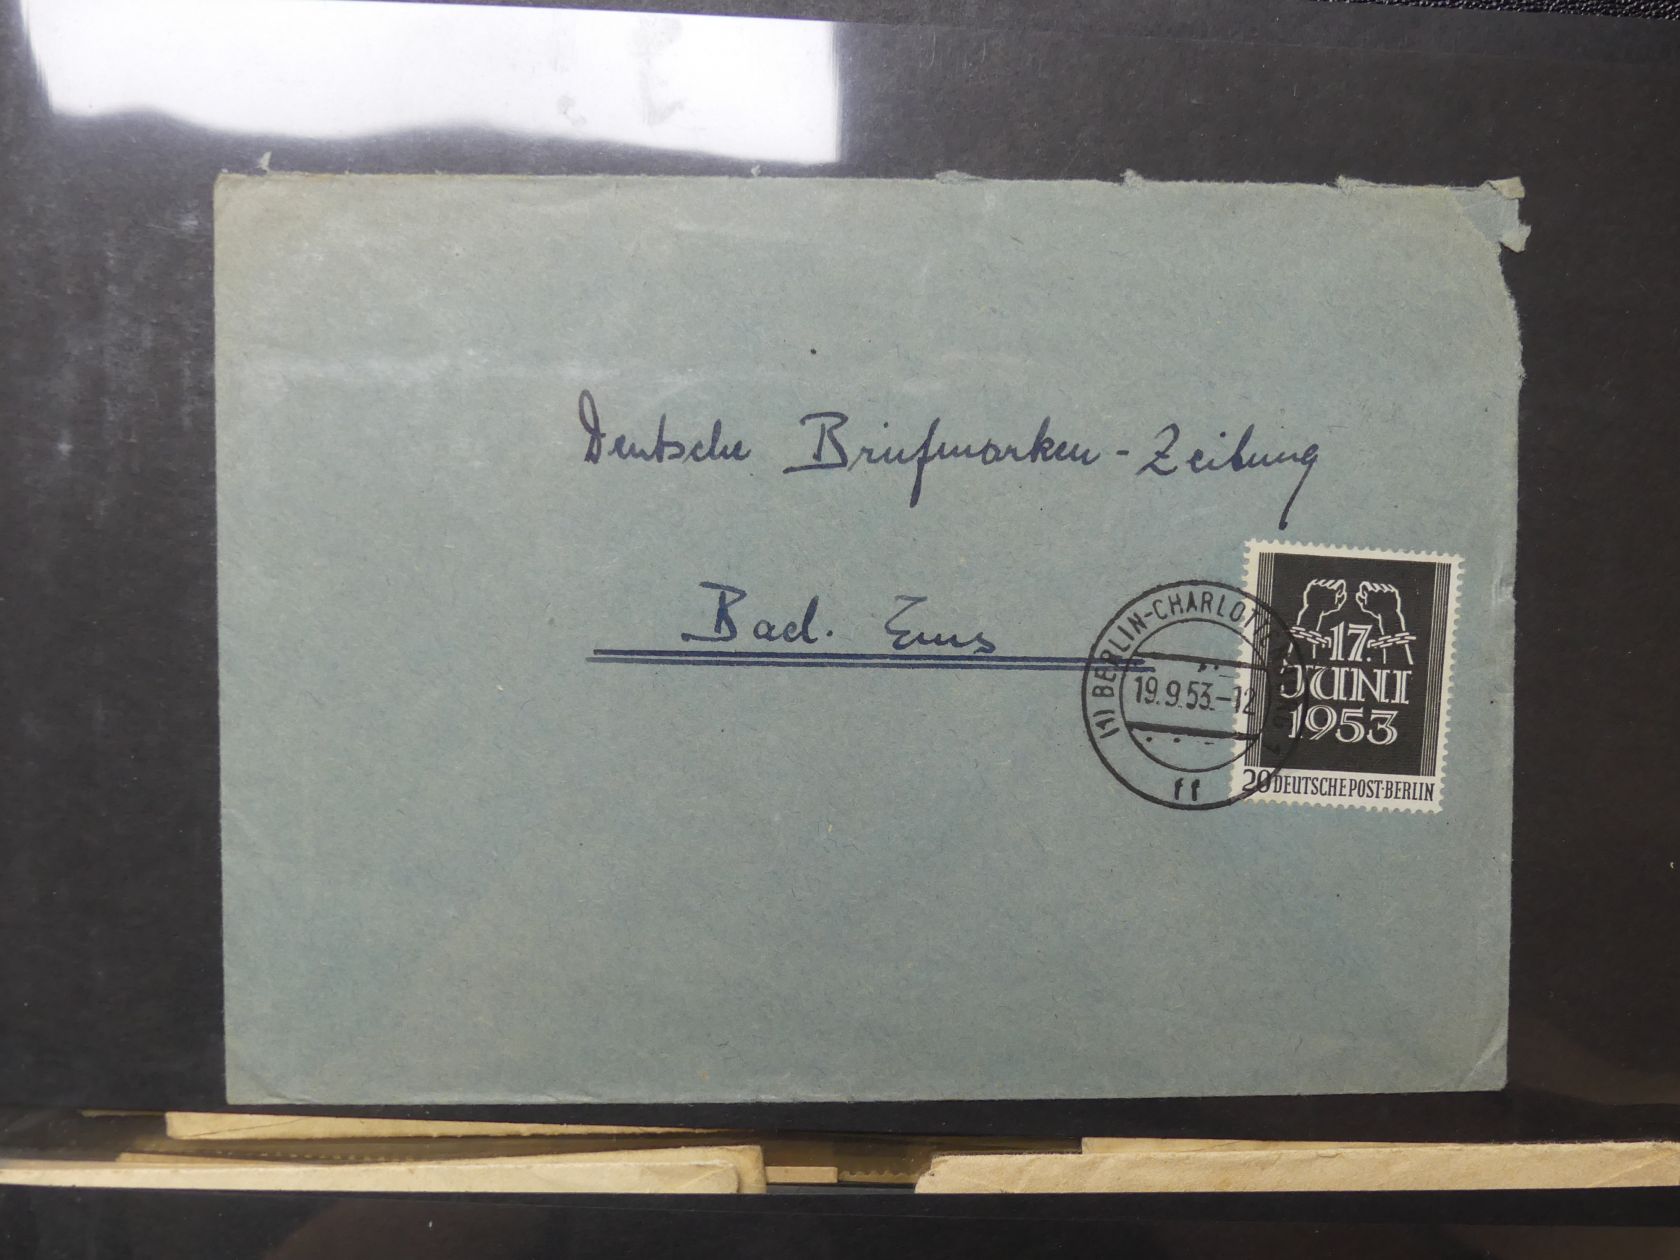 Deutsche Briefmarken-Zeitung
Bad. Ems
(1) BERLIN-CHARLOTTENBURG
19.9.53.-12
ff
17.
JUNI
1953
20 DEUTSCHE POST·BERLIN